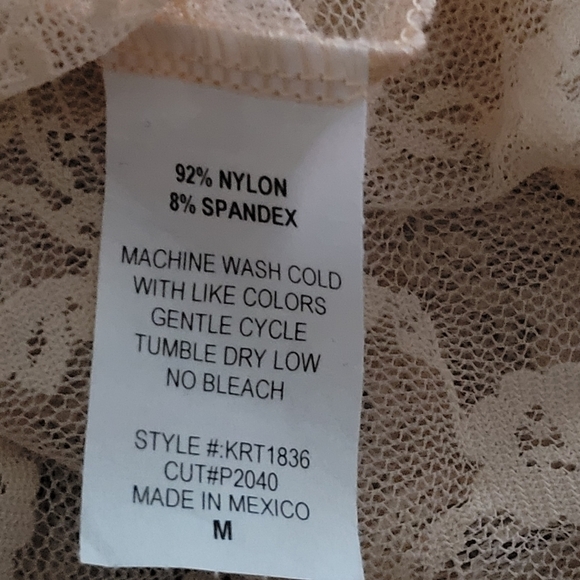 92% NYLON
8% SPANDEX
MACHINE WASH COLD
WITH LIKE COLORS
GENTLE CYCLE
TUMBLE DRY LOW
NO BLEACH
STYLE #:KRT1836
CUT#P2040
MADE IN MEXICO
M